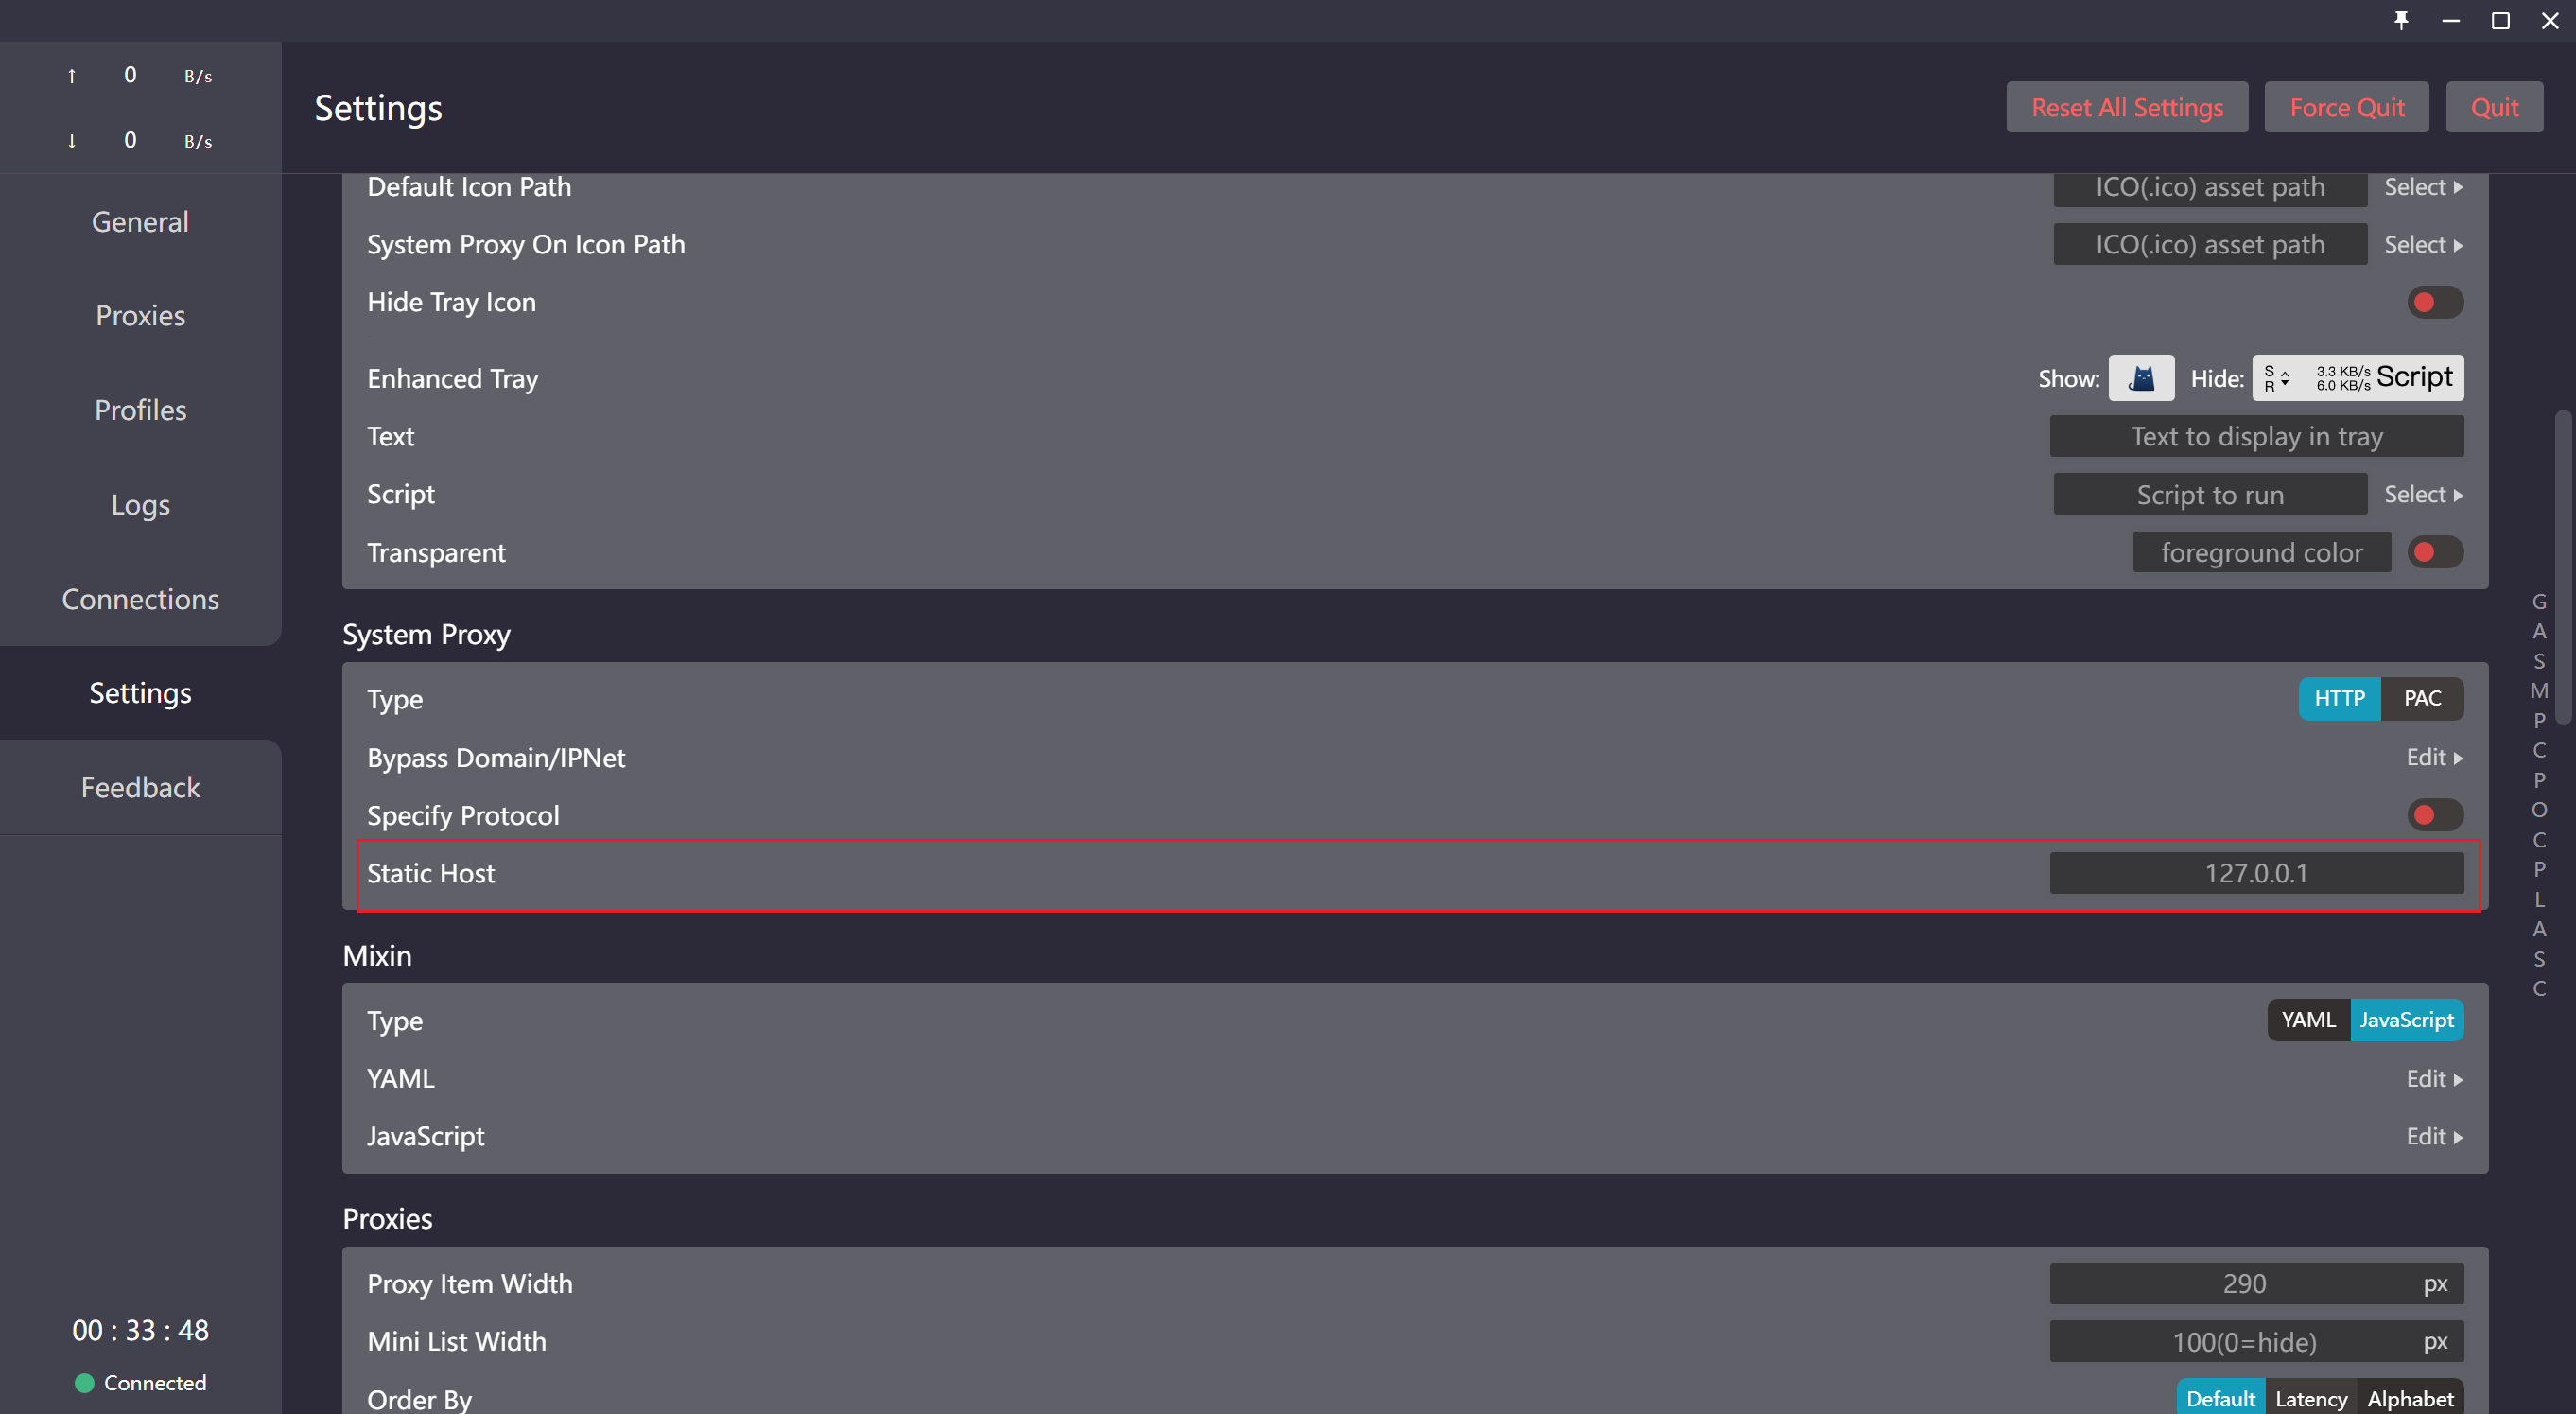 ↑ 0 B/s
↓ 0 B/s
Settings
Reset All Settings
Force Quit
Quit
General
Proxies
Profiles
Logs
Connections
Settings
Feedback
00 : 33 : 48
Connected
Default Icon Path ICO(.ico) asset path Select
System Proxy On Icon Path ICO(.ico) asset path Select
Hide Tray Icon
Enhanced Tray Show: Hide: S R 3.3 KB/s 6.0 KB/s Script
Text Text to display in tray
Script Script to run Select
Transparent foreground color
System Proxy
Type HTTP PAC
Bypass Domain/IPNet Edit
Specify Protocol
Static Host 127.0.0.1
Mixin
Type YAML JavaScript
YAML Edit
JavaScript Edit
Proxies
Proxy Item Width 290 px
Mini List Width 100(0=hide) px
Order By Default Latency Alphabet
G
A
S
M
P
C
P
O
C
P
L
A
S
C